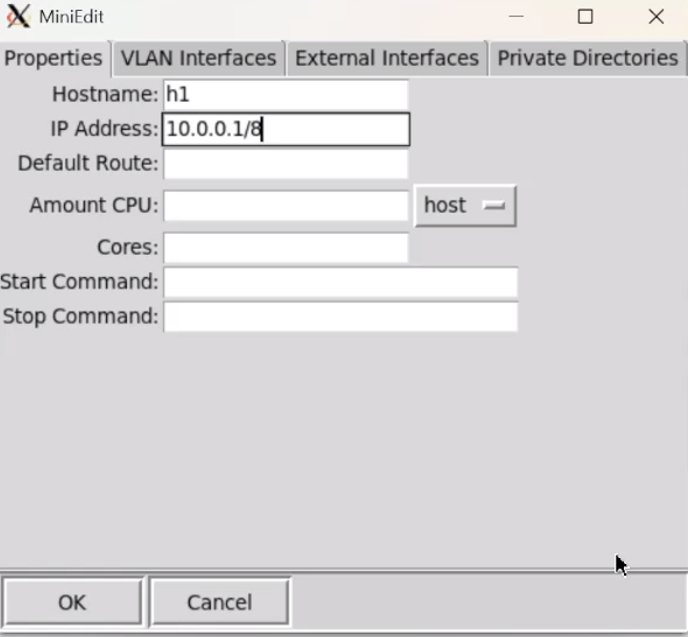 MiniEdit
Properties VLAN Interfaces External Interfaces Private Directories
Hostname: h1
IP Address: 10.0.0.1/8
Default Route:
Amount CPU: host
Cores:
Start Command:
Stop Command:
OK Cancel